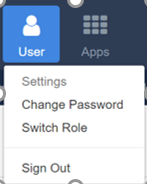 User Apps
Settings
Change Password
Switch Role
Sign Out